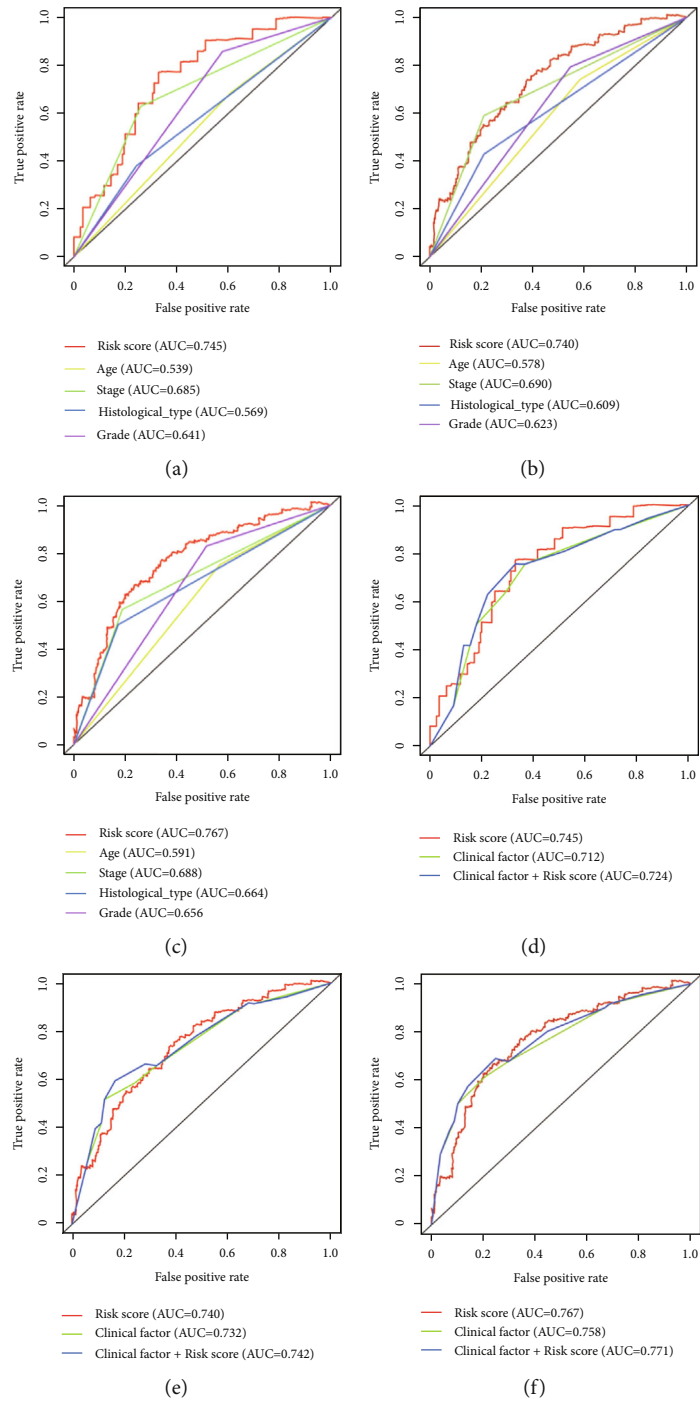 1.0
0.8
0.6
0.4
0.2
0
True positive rate
0 0.2 0.4 0.6 0.8 1.0
False positive rate
Risk score (AUC=0.745)
Age (AUC=0.539)
Stage (AUC=0.685)
Histological_type (AUC=0.569)
Grade (AUC=0.641)
(a)
1.0
0.8
0.6
0.4
0.2
0
True positive rate
0 0.2 0.4 0.6 0.8 1.0
False positive rate
Risk score (AUC=0.740)
Age (AUC=0.578)
Stage (AUC=0.690)
Histological_type (AUC=0.609)
Grade (AUC=0.623)
(b)
1.0
0.8
0.6
0.4
0.2
0
True positive rate
0 0.2 0.4 0.6 0.8 1.0
False positive rate
Risk score (AUC=0.767)
Age (AUC=0.591)
Stage (AUC=0.688)
Histological_type (AUC=0.664)
Grade (AUC=0.656
(c)
1.0
0.8
0.6
0.4
0.2
0
True positive rate
0 0.2 0.4 0.6 0.8 1.0
False positive rate
Risk score (AUC=0.745)
Clinical factor (AUC=0.712)
Clinical factor + Risk score (AUC=0.724)
(d)
1.0
0.8
0.6
0.4
0.2
0
True positive rate
0 0.2 0.4 0.6 0.8 1.0
False positive rate
Risk score (AUC=0.740)
Clinical factor (AUC=0.732)
Clinical factor + Risk score (AUC=0.742)
(e)
1.0
0.8
0.6
0.4
0.2
0
True positive rate
0 0.2 0.4 0.6 0.8 1.0
False positive rate
Risk score (AUC=0.767)
Clinical factor (AUC=0.758)
Clinical factor + Risk score (AUC=0.771)
(f)